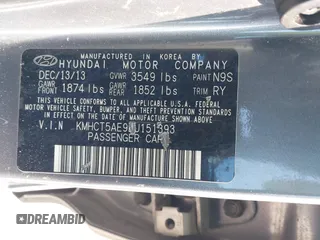 MANUFACTURED IN KOREA BY
HYUNDAI MOTOR COMPANY
DEC/13/13 GVWR 3549 lbs PAINT N9S
FRONT 1874 lbs REAR 1852 lbs TRIM RY
THIS VEHICLE CONFORMS TO ALL APPLICABLE U.S. FEDERAL
MOTOR VEHICLE SAFETY, BUMPER, AND THEFT PREVENTION STANDARDS
IN EFFECT ON THE DATE OF MANUFACTURE SHOWN ABOVE.
V.I.N KMHCT5AE9 U151393
PASSENGER CAR
DREAMBID